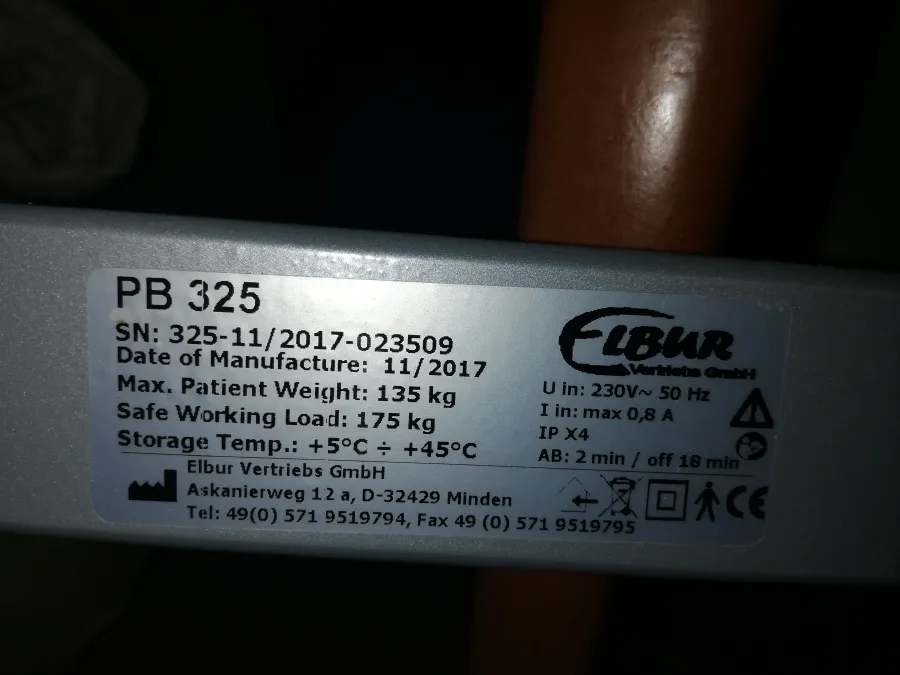 PB 325
SN: 325-11/2017-023509
Date of Manufacture: 11/2017
Max. Patient Weight: 135 kg
Safe Working Load: 175 kg
Storage Temp.: +5°C ÷ +45°C
ELBUR
Vertriebs GmbH
U in: 230V~ 50 Hz
I in: max 0,8 A
IP X4
AB: 2 min / off 18 min
Elbur Vertriebs GmbH
Askanierweg 12 a, D-32429 Minden
Tel: 49(0) 571 9519794, Fax 49 (0) 571 9519795
CE